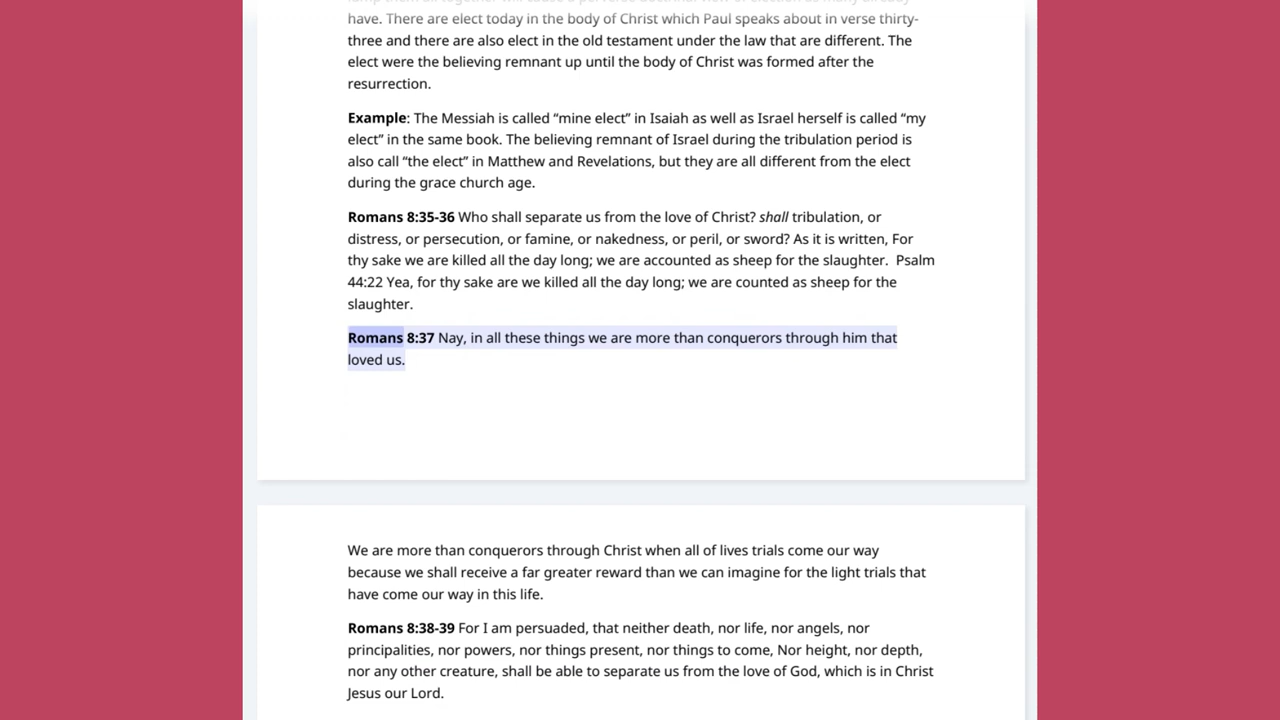 have. There are elect today in the body of Christ which Paul speaks about in verse thirty-
three and there are also elect in the old testament under the law that are different. The
elect were the believing remnant up until the body of Christ was formed after the
resurrection.
Example: The Messiah is called “mine elect” in Isaiah as well as Israel herself is called “my
elect” in the same book. The believing remnant of Israel during the tribulation period is
also call “the elect” in Matthew and Revelations, but they are all different from the elect
during the grace church age.
Romans 8:35-36 Who shall separate us from the love of Christ? shall tribulation, or
distress, or persecution, or famine, or nakedness, or peril, or sword? As it is written, For
thy sake we are killed all the day long; we are accounted as sheep for the slaughter.  Psalm
44:22 Yea, for thy sake are we killed all the day long; we are counted as sheep for the
slaughter.
Romans 8:37 Nay, in all these things we are more than conquerors through him that
loved us.
We are more than conquerors through Christ when all of lives trials come our way
because we shall receive a far greater reward than we can imagine for the light trials that
have come our way in this life.
Romans 8:38-39 For I am persuaded, that neither death, nor life, nor angels, nor
principalities, nor powers, nor things present, nor things to come, Nor height, nor depth,
nor any other creature, shall be able to separate us from the love of God, which is in Christ
Jesus our Lord.